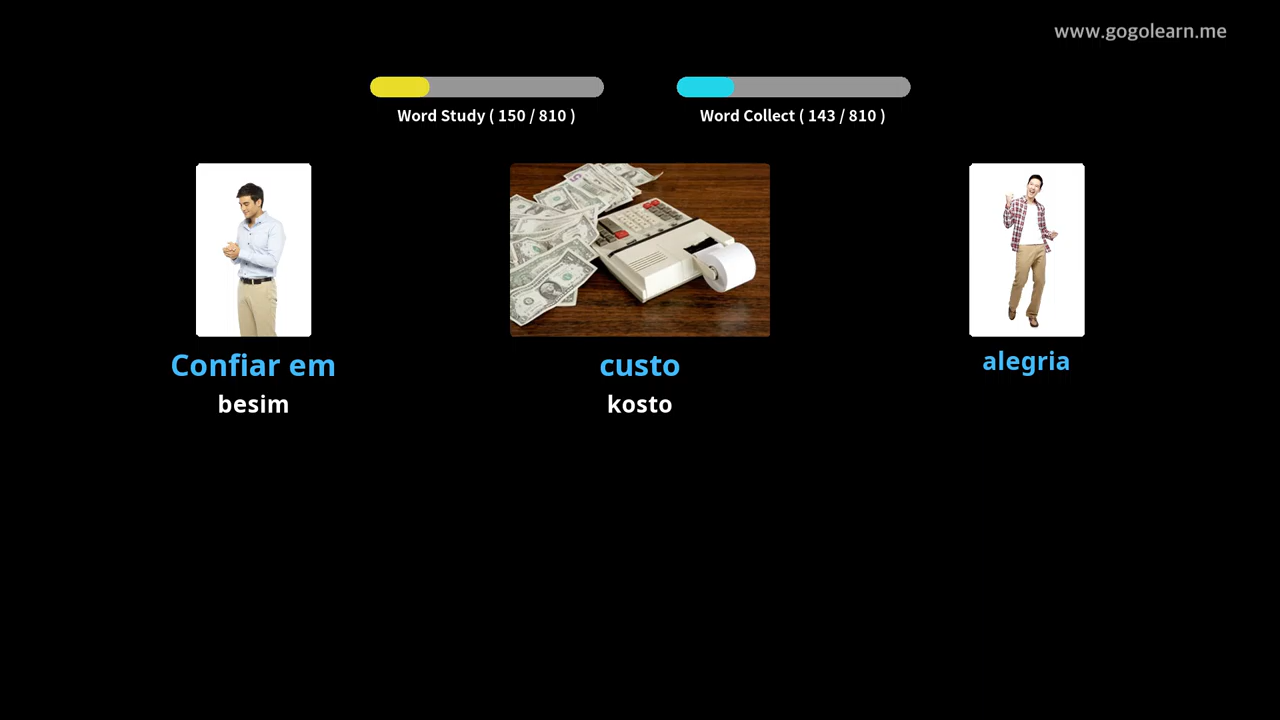 www.gogolearn.me
Word Study ( 150 / 810 )
Word Collect ( 143 / 810 )
Confiar em
besim
custo
kosto
alegria